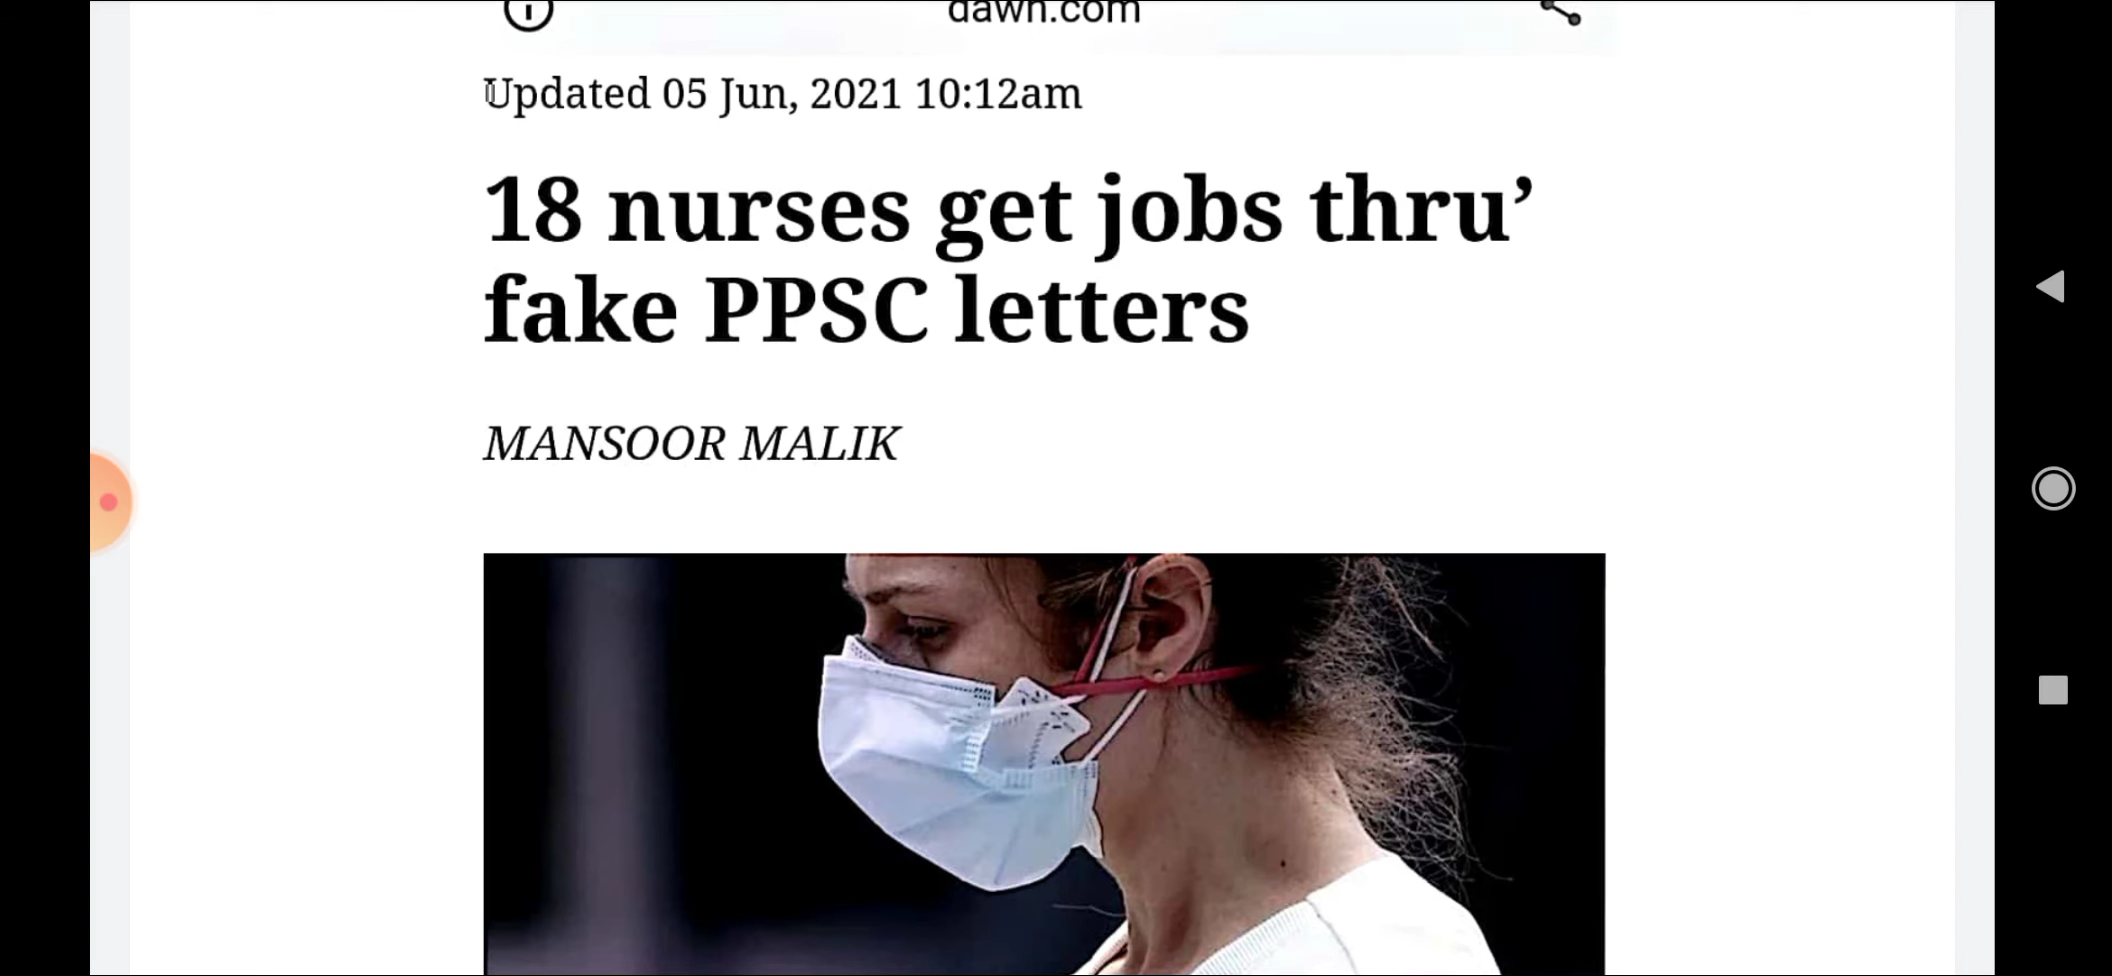 dawn.com
Updated 05 Jun, 2021 10:12am
18 nurses get jobs thru’
fake PPSC letters
MANSOOR MALIK